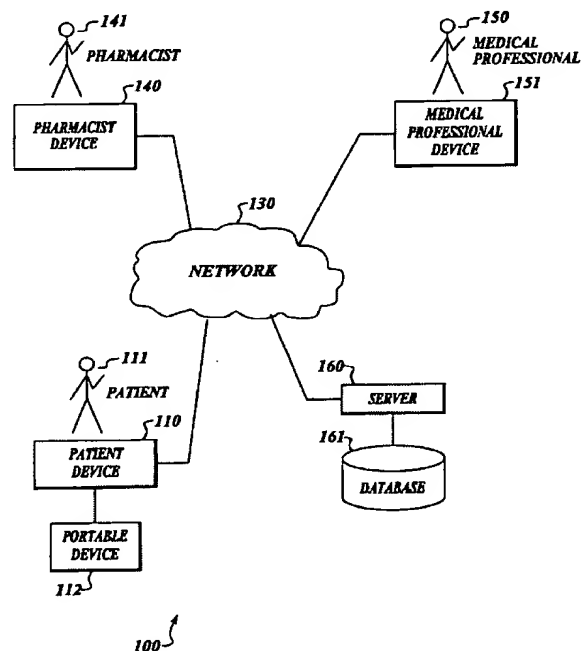 141
PHARMACIST
140
PHARMACIST
DEVICE
150
MEDICAL
PROFESSIONAL
151
MEDICAL
PROFESSIONAL
DEVICE
130
NETWORK
111
PATIENT
110
PATIENT
DEVICE
PORTABLE
DEVICE
112
160
SERVER
161
DATABASE
100